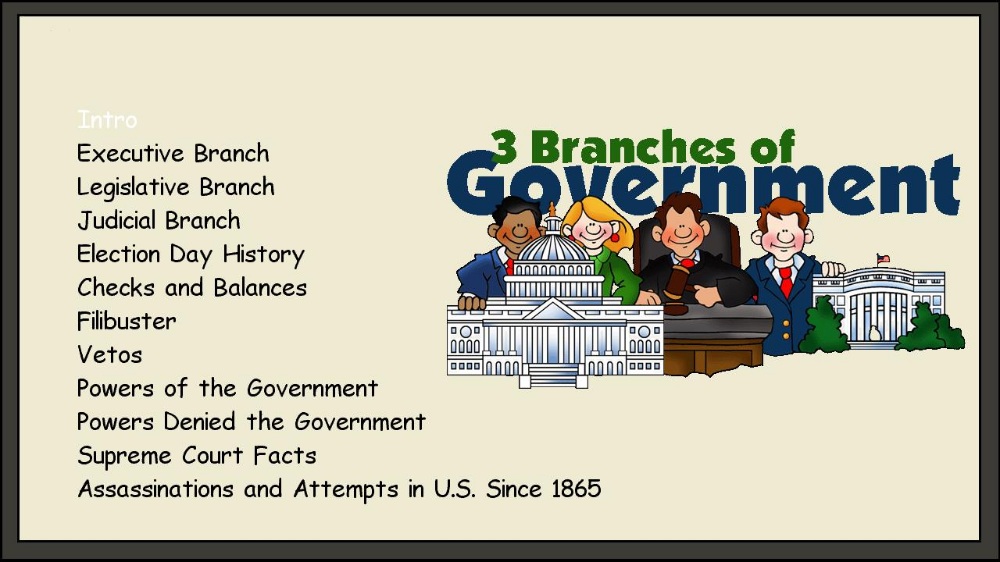 Intro
Executive Branch
Legislative Branch
Judicial Branch
Election Day History
Checks and Balances
Filibuster
Vetos
Powers of the Government
Powers Denied the Government
Supreme Court Facts
Assassinations and Attempts in U.S. Since 1865
3 Branches of
Government